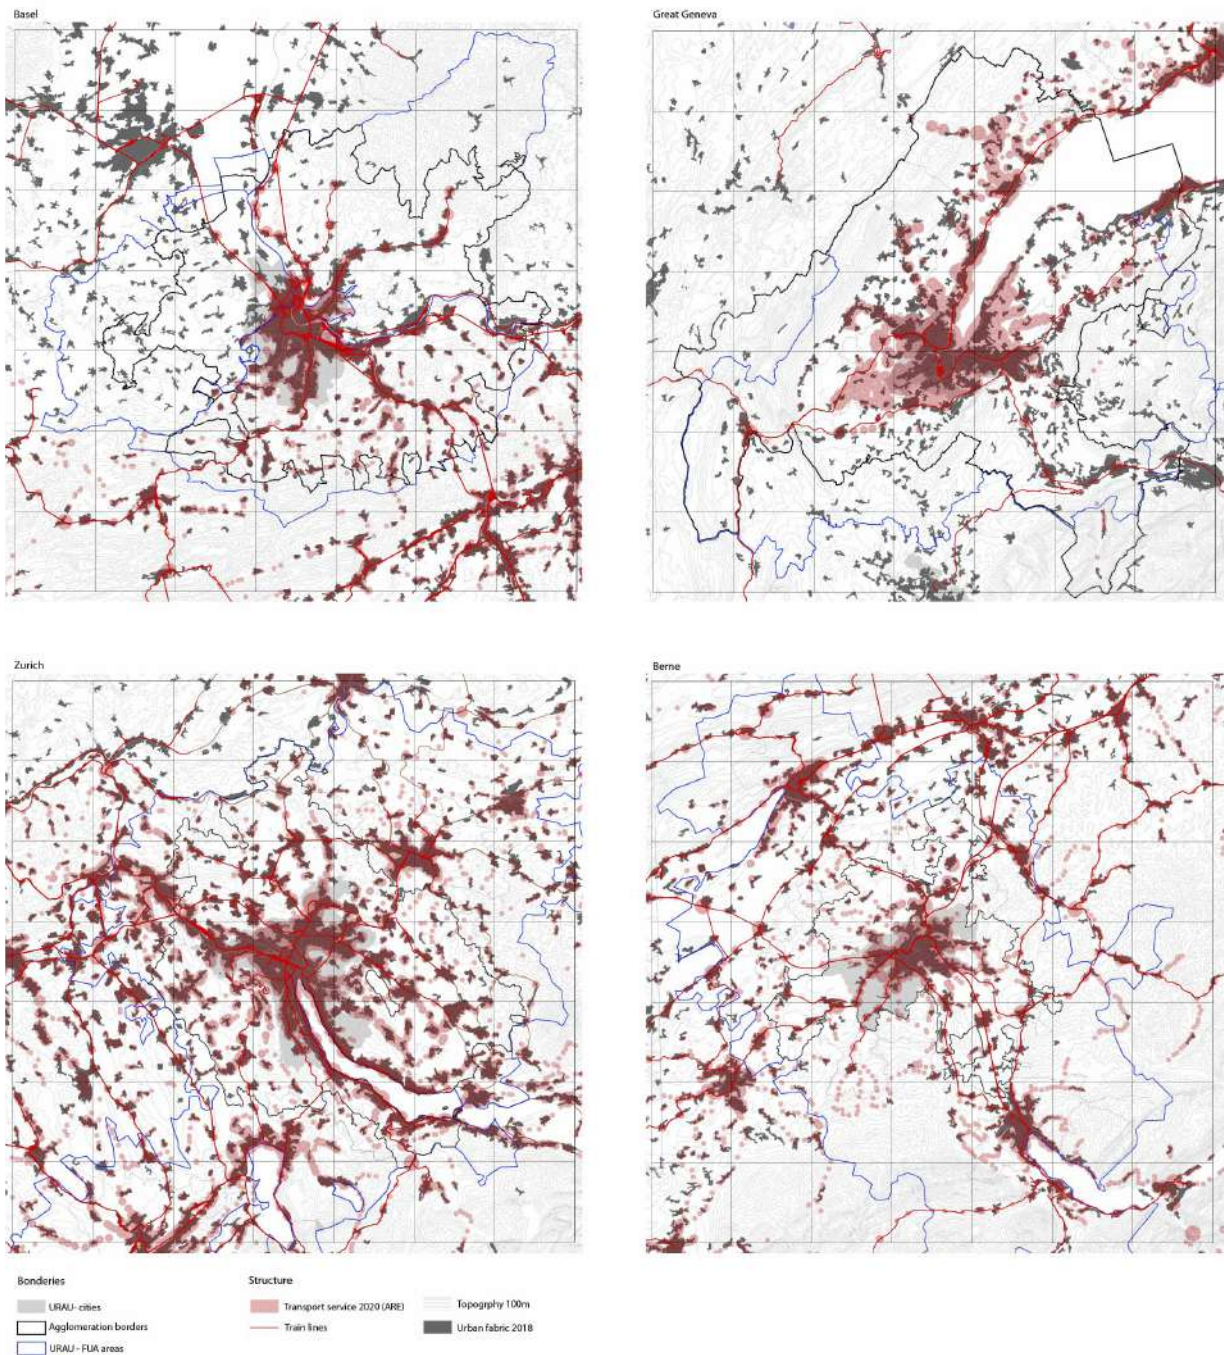 Basel
Great Geneva
Zurich
Berne
Bonderies
URAU- cities
Agglomeration borders
URAU - FUA areas
Structure
Transport service 2020 (ARE)
Train lines
Topogrphy 100m
Urban fabric 2018